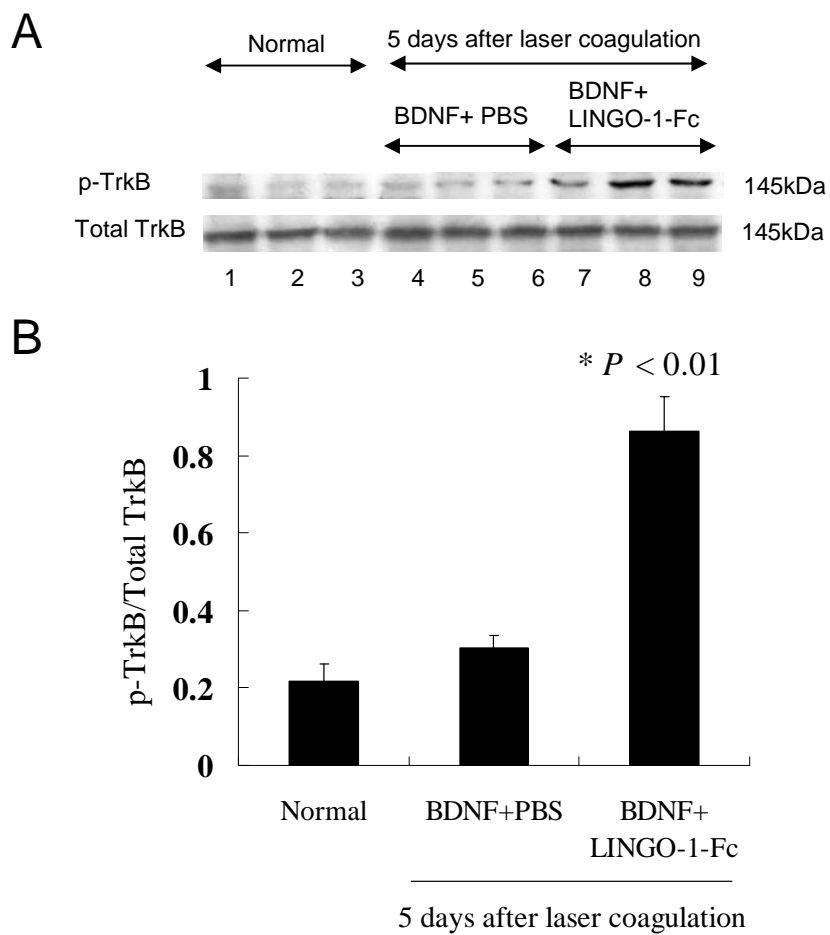 A
Normal
5 days after laser coagulation
BDNF+ PBS
BDNF+
LINGO-1-Fc
p-TrkB
145kDa
Total TrkB
145kDa
1 2 3 4 5 6 7 8 9
B
* P < 0.01
1
0.8
0.6
0.4
0.2
0
p-TrkB/Total TrkB
Normal
BDNF+PBS
BDNF+
LINGO-1-Fc
5 days after laser coagulation